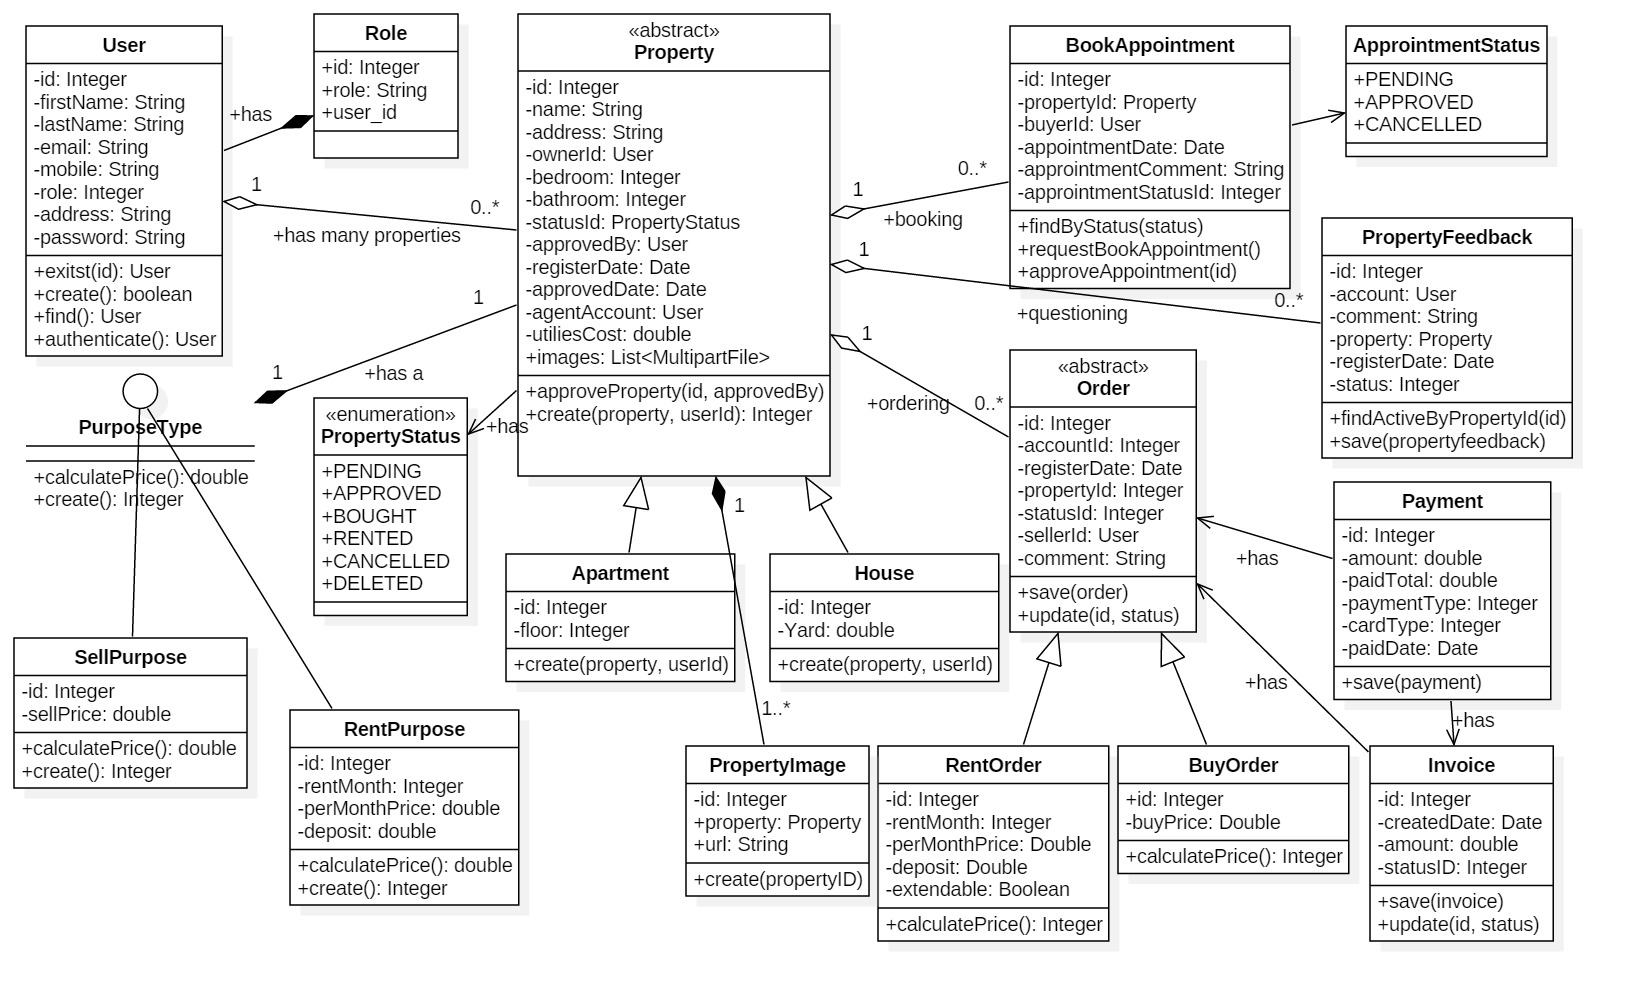 User
-id: Integer
-firstName: String
-lastName: String
-email: String
-mobile: String
-role: Integer
-address: String
-password: String
+exitst(id): User
+create(): boolean
+find(): User
+authenticate(): User
+has
Role
+id: Integer
+role: String
+user_id
1
0..*
+has many properties
«abstract»
Property
-id: Integer
-name: String
-address: String
-ownerId: User
-bedroom: Integer
-bathroom: Integer
-statusId: PropertyStatus
-approvedBy: User
-registerDate: Date
-approvedDate: Date
-agentAccount: User
-utiliesCost: double
+images: List<MultipartFile>
+approveProperty(id, approvedBy)
+create(property, userId): Integer
1
1
+has a
+has
PurposeType
+calculatePrice(): double
+create(): Integer
«enumeration»
PropertyStatus
+PENDING
+APPROVED
+BOUGHT
+RENTED
+CANCELLED
+DELETED
1
0..*
+booking
BookAppointment
-id: Integer
-propertyId: Property
-buyerId: User
-appointmentDate: Date
-appointmentComment: String
-appointmentStatusId: Integer
+findByStatus(status)
+requestBookAppointment()
+approveAppointment(id)
ApprointmentStatus
+PENDING
+APPROVED
+CANCELLED
1
0..*
+questioning
PropertyFeedback
-id: Integer
-account: User
-comment: String
-property: Property
-registerDate: Date
-status: Integer
+findActiveByPropertyId(id)
+save(propertyfeedback)
1
+ordering
0..*
«abstract»
Order
-id: Integer
-accountId: Integer
-registerDate: Date
-propertyId: Integer
-statusId: Integer
-sellerId: User
-comment: String
+save(order)
+update(id, status)
+has
Payment
-id: Integer
-amount: double
-paidTotal: double
-paymentType: Integer
-cardType: Integer
-paidDate: Date
+save(payment)
+has
+has
1
1..*
Apartment
-id: Integer
-floor: Integer
+create(property, userId)
House
-id: Integer
-Yard: double
+create(property, userId)
SellPurpose
-id: Integer
-sellPrice: double
+calculatePrice(): double
+create(): Integer
RentPurpose
-id: Integer
-rentMonth: Integer
-perMonthPrice: double
-deposit: double
+calculatePrice(): double
+create(): Integer
PropertyImage
-id: Integer
+property: Property
+url: String
+create(propertyID)
RentOrder
-id: Integer
-rentMonth: Integer
-perMonthPrice: Double
-deposit: Double
-extendable: Boolean
+calculatePrice(): Integer
BuyOrder
+id: Integer
-buyPrice: Double
+calculatePrice(): Integer
Invoice
-id: Integer
-createdDate: Date
-amount: double
-statusID: Integer
+save(invoice)
+update(id, status)